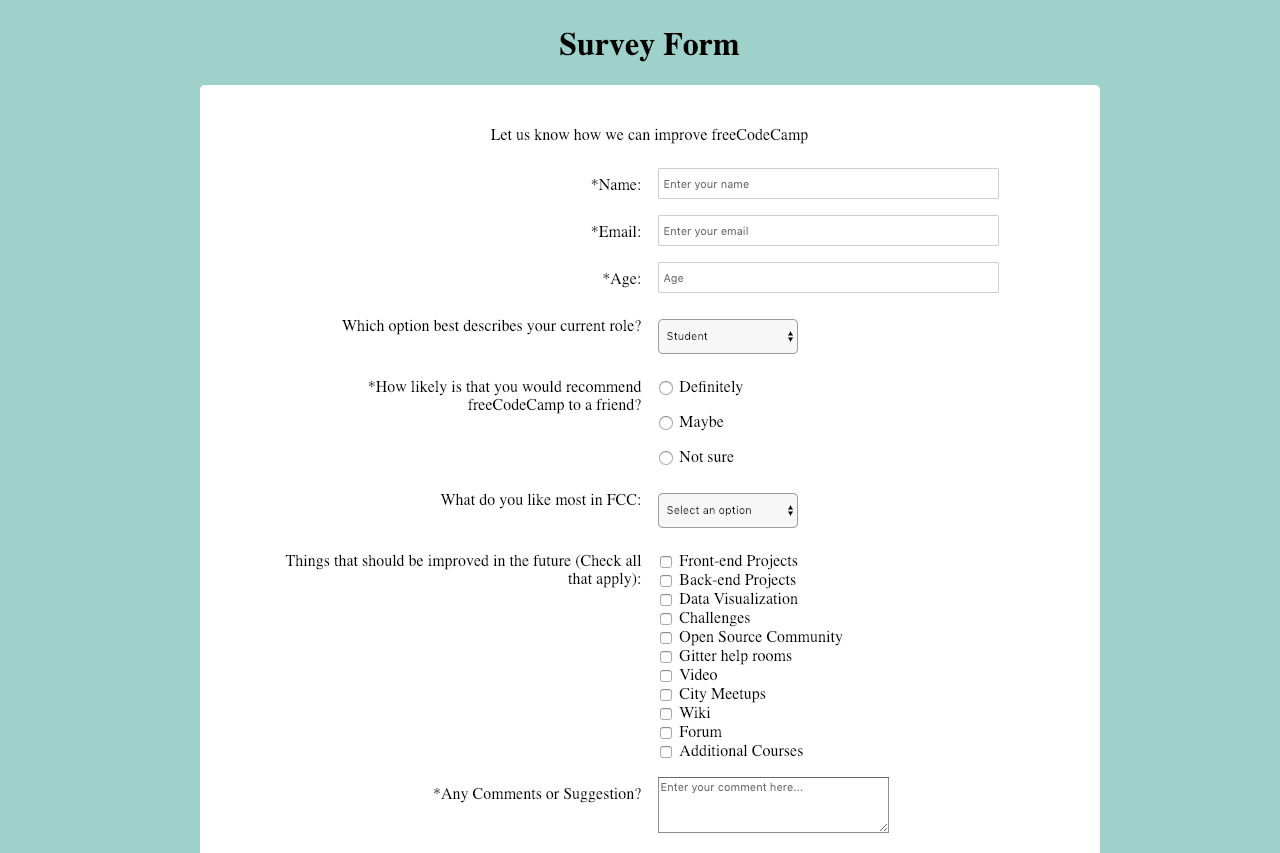 Survey Form
Let us know how we can improve freeCodeCamp
*Name: Enter your name
*Email: Enter your email
*Age: Age
Which option best describes your current role? Student
*How likely is that you would recommend
freeCodeCamp to a friend?
Definitely
Maybe
Not sure
What do you like most in FCC: Select an option
Things that should be improved in the future (Check all
that apply):
Front-end Projects
Back-end Projects
Data Visualization
Challenges
Open Source Community
Gitter help rooms
Video
City Meetups
Wiki
Forum
Additional Courses
*Any Comments or Suggestion? Enter your comment here...